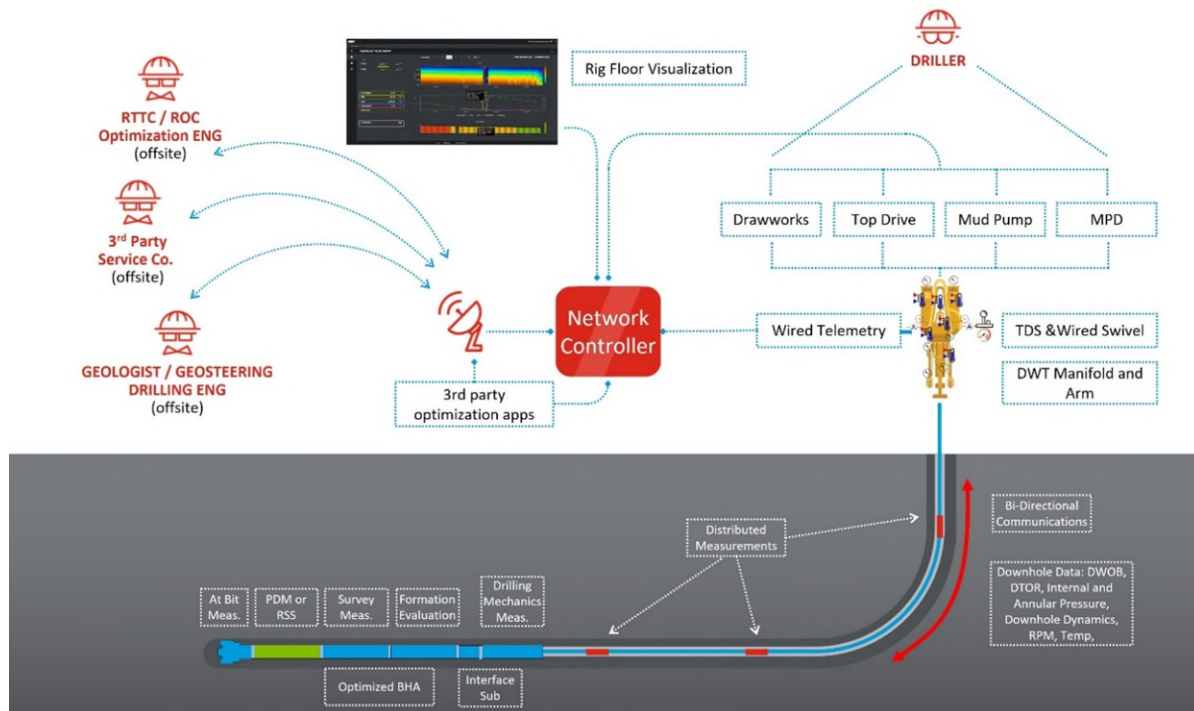 DRILLER
Rig Floor Visualization
RTTC / ROC
Optimization ENG
(offsite)
3rd Party
Service Co.
(offsite)
GEOLOGIST / GEOSTEERING
DRILLING ENG
(offsite)
Drawworks
Top Drive
Mud Pump
MPD
Network
Controller
Wired Telemetry
TDS &Wired Swivel
DWT Manifold and
Arm
3rd party
optimization apps
Bi-Directional
Communications
Distributed
Measurements
Downhole Data: DWOB,
DTOR, Internal and
Annular Pressure,
Downhole Dynamics,
RPM, Temp,
At Bit
Meas.
PDM or
RSS
Survey
Meas.
Formation
Evaluation
Drilling
Mechanics
Meas.
Optimized BHA
Interface
Sub